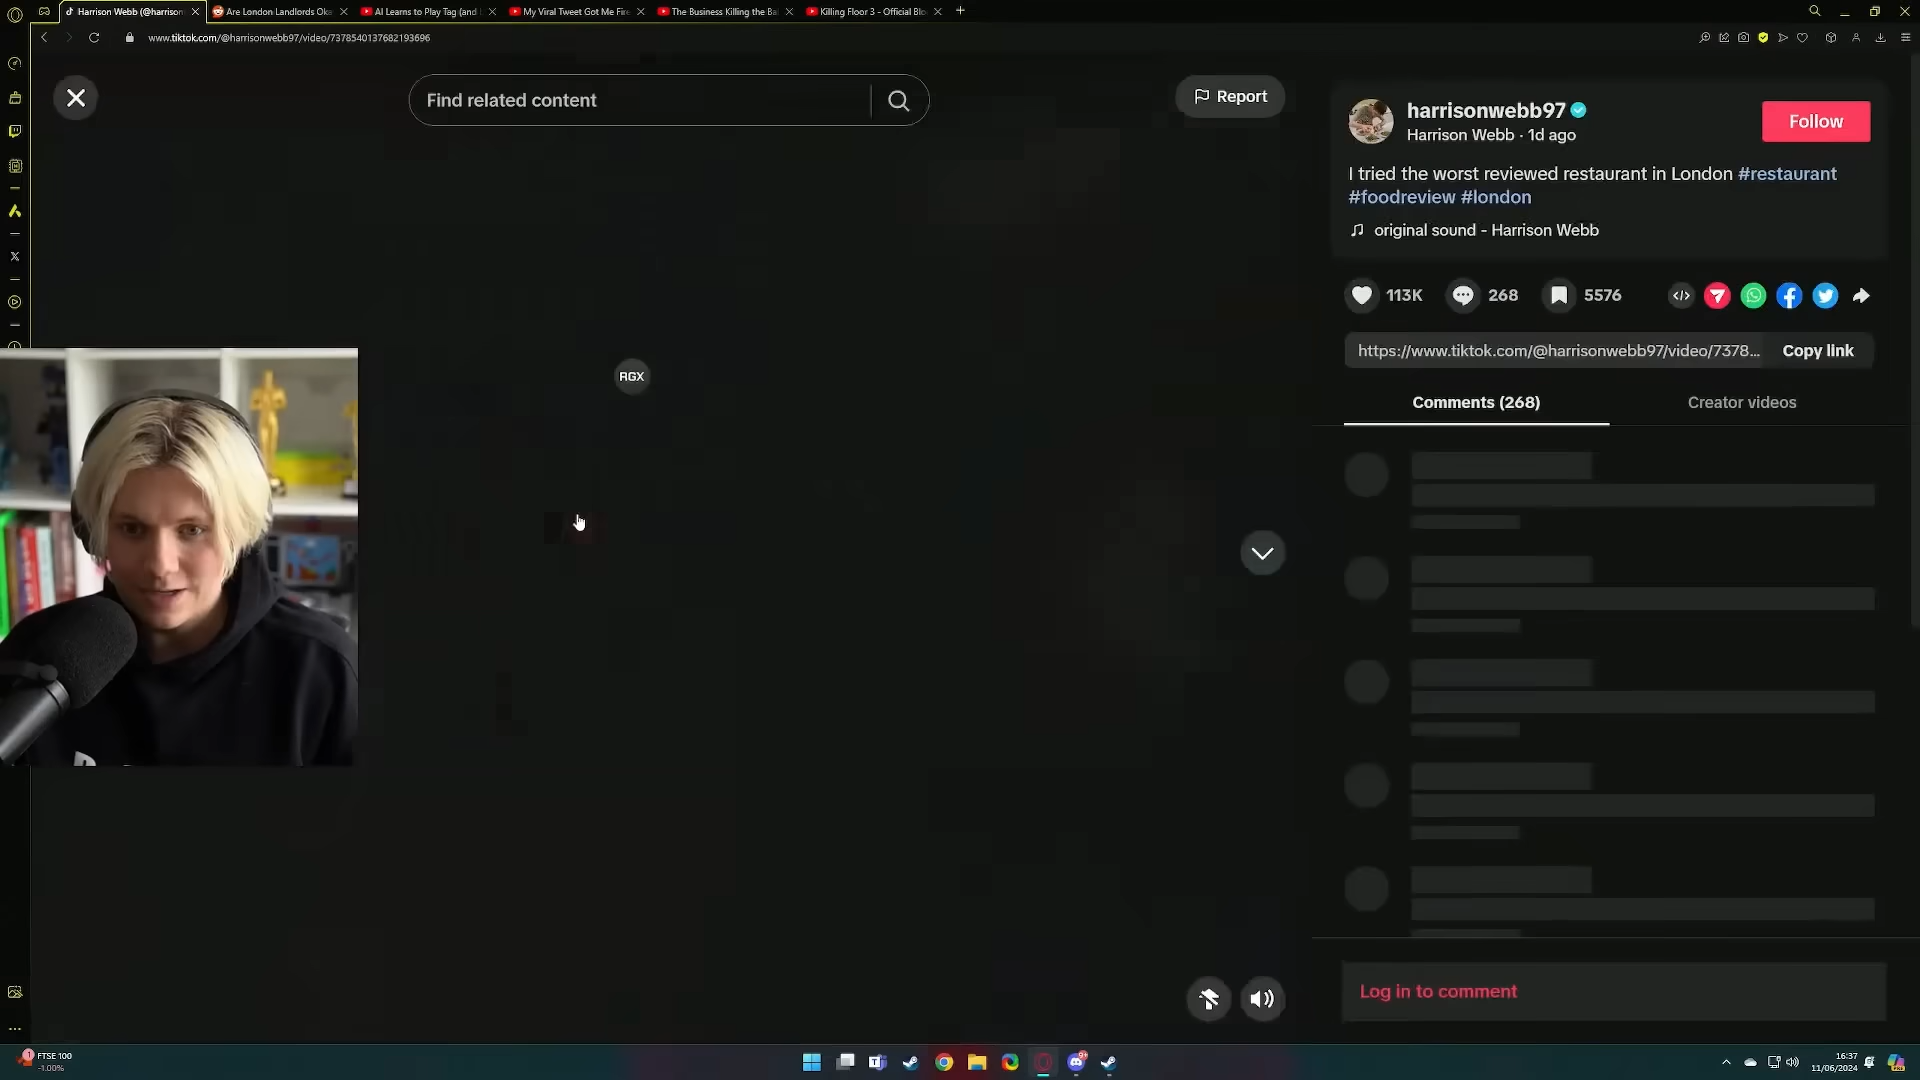 Harrison Webb (@harrison
Are London Landlords Oka
AI Learns to Play Tag (and
My Viral Tweet Got Me Fire
The Business Killing the Ba
Killing Floor 3 - Official Blo
www.tiktok.com/@harrisonwebb97/video/7378540137682193696
Find related content
Report
harrisonwebb97
Harrison Webb · 1d ago
Follow
I tried the worst reviewed restaurant in London #restaurant
#foodreview #london
original sound - Harrison Webb
113K
268
5576
https://www.tiktok.com/@harrisonwebb97/video/7378...
Copy link
RGX
Comments (268)
Creator videos
Log in to comment
1
FTSE 100
-1.00%
9+
16:37
11/06/2024